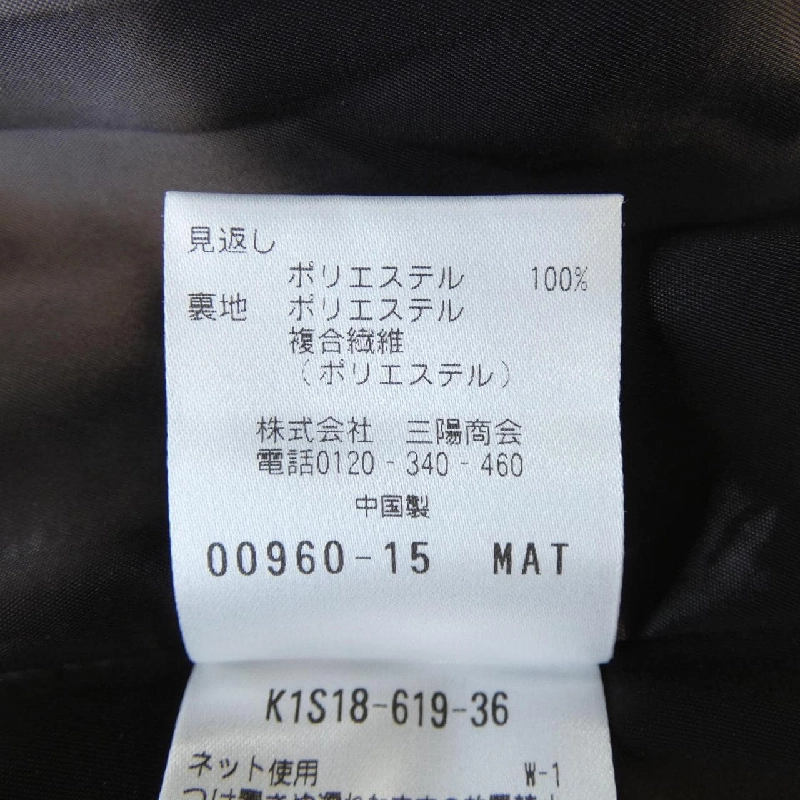 見返し
ポリエステル 100%
裏地 ポリエステル
複合繊維
（ポリエステル）
株式会社 三陽商会
電話0120-340-460
中国製
00960-15 MAT
K1S18-619-36
ネット使用 W-1